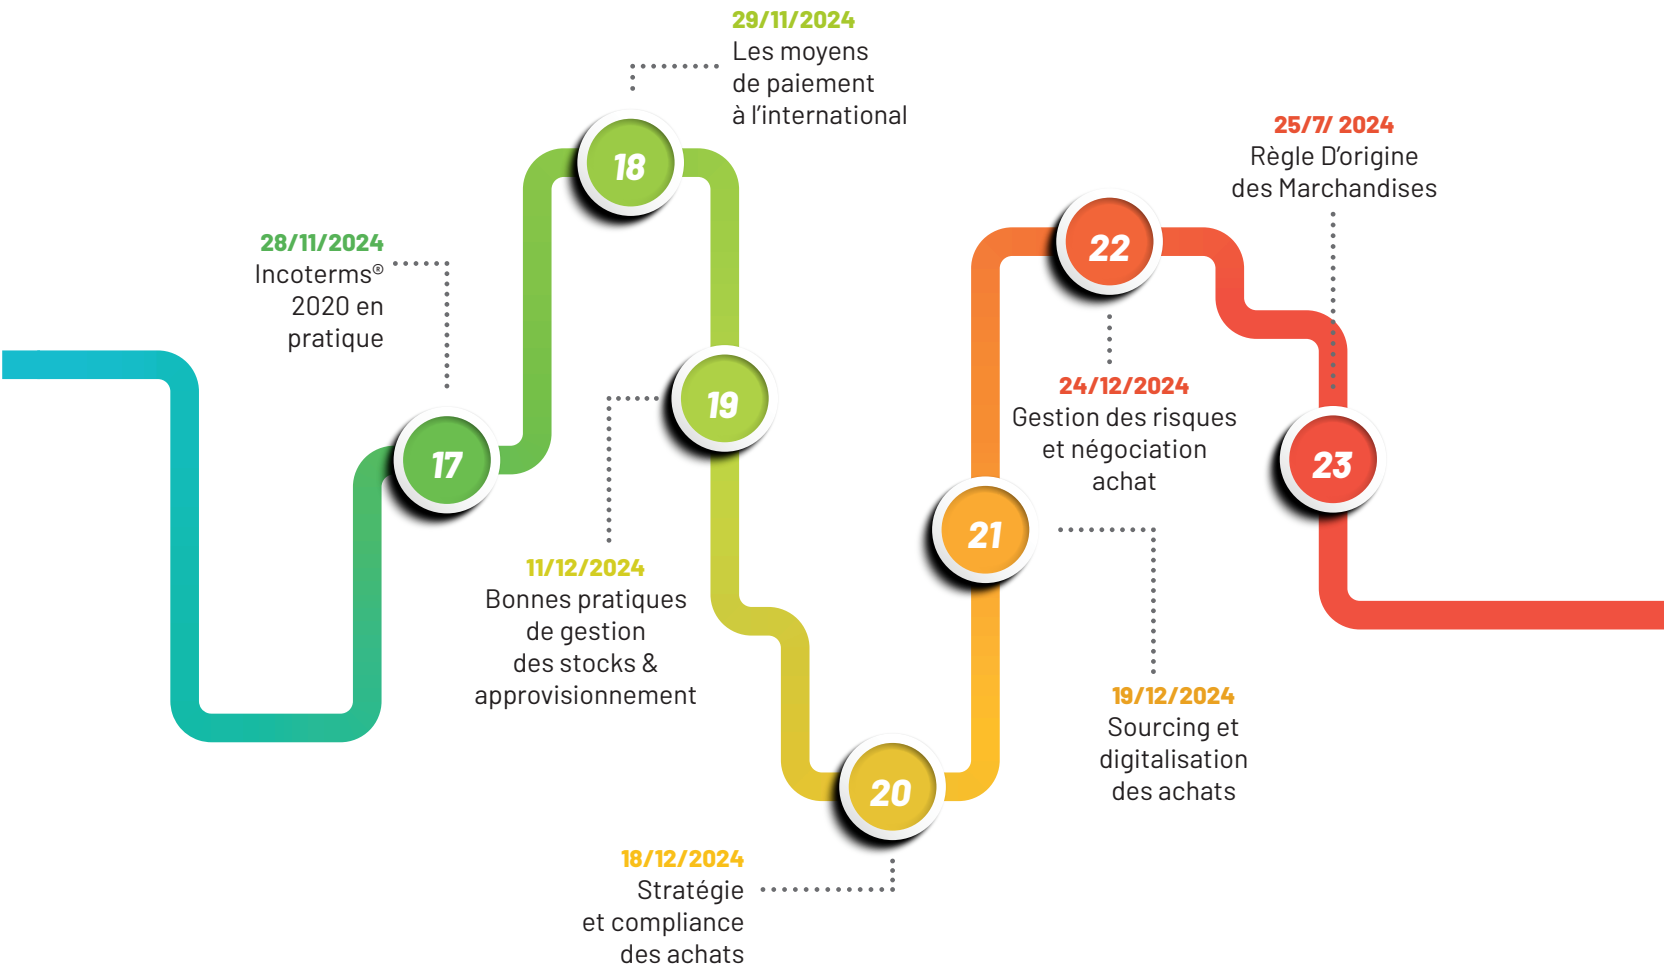 28/11/2024
Incoterms®
2020 en
pratique
17
29/11/2024
Les moyens
de paiement
à l'international
18
11/12/2024
Bonnes pratiques
de gestion
des stocks &
approvisionnement
19
18/12/2024
Stratégie
et compliance
des achats
20
19/12/2024
Sourcing et
digitalisation
des achats
21
24/12/2024
Gestion des risques
et négociation
achat
22
25/7/ 2024
Règle D'origine
des Marchandises
23